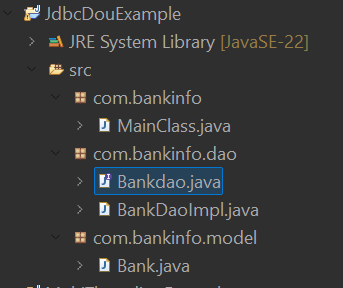 JdbcDouExample
JRE System Library [JavaSE-22]
src
com.bankinfo
MainClass.java
com.bankinfo.dao
Bankdao.java
BankDaoImpl.java
com.bankinfo.model
Bank.java